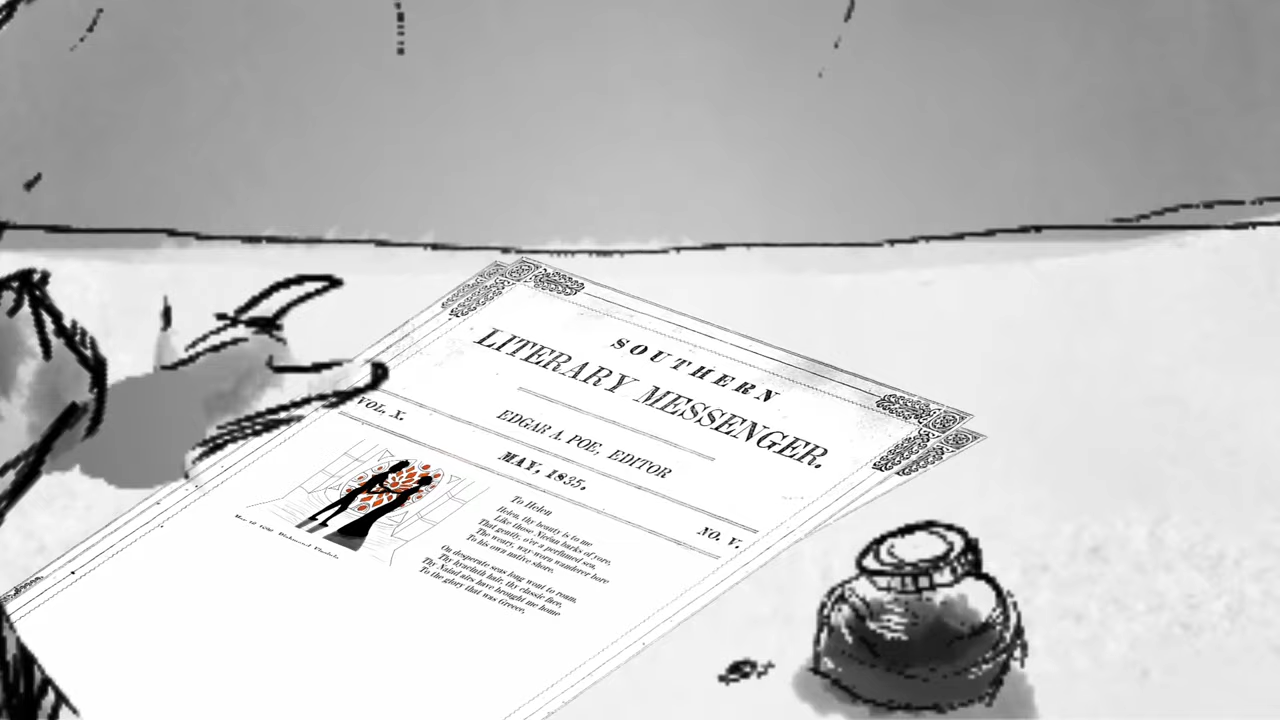 SOUTHERN
LITERARY MESSENGER.
EDGAR A. POE, EDITOR
VOL. X.
MAY, 1835.
NO. V.
To Helen
Helen, thy beauty is to me
Like those Nicéan barks of yore,
That gently, o'er a perfumed sea,
The weary, way-worn wanderer bore
To his own native shore.
On desperate seas long wont to roam,
Thy hyacinth hair, thy classic face,
Thy Naiad airs have brought me home
To the glory that was Greece,